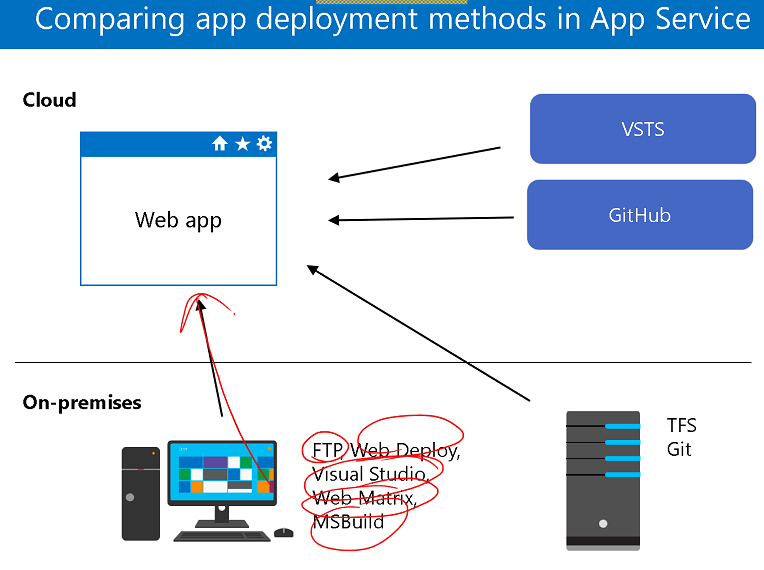 Comparing app deployment methods in App Service
Cloud
VSTS
Web app
GitHub
On-premises
FTP, Web Deploy,
Visual Studio,
Web Matrix,
MSBuild
TFS
Git